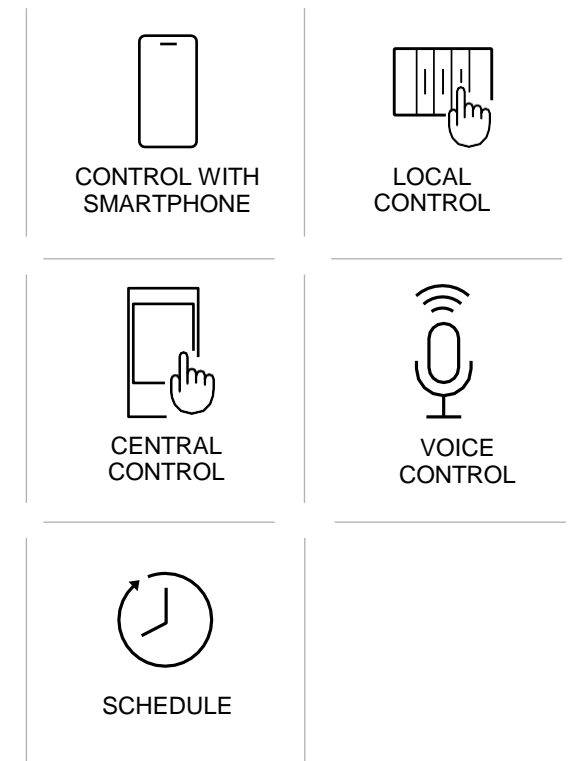 CONTROL WITH
SMARTPHONE
LOCAL
CONTROL
CENTRAL
CONTROL
VOICE
CONTROL
SCHEDULE